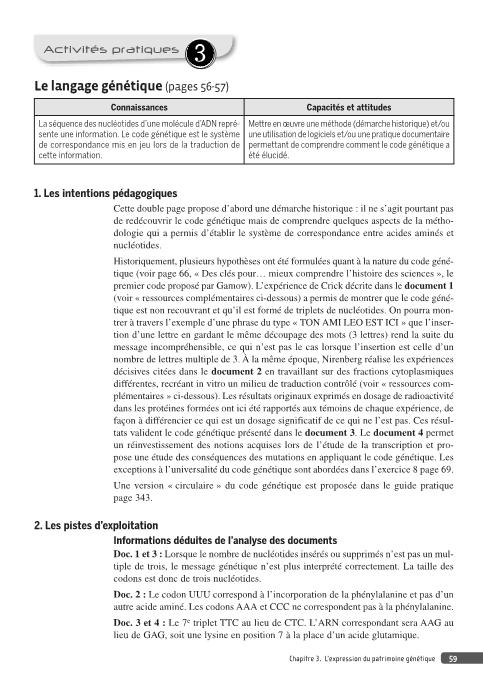 Activités pratiques 3
Le langage génétique (pages 56-57)
Connaissances
Capacités et attitudes
La séquence des nucléotides d'une molécule d'ADN repré-
sente une information. Le code génétique est le système
de correspondance mis en jeu lors de la traduction de
cette information.
Mettre en œuvre une méthode (démarche historique) et/ou
une utilisation de logiciels et/ou une pratique documentaire
permettant de comprendre comment le code génétique a
été élucidé.
1. Les intentions pédagogiques
Cette double page propose d'abord une démarche historique : il ne s'agit pourtant pas
de redécouvrir le code génétique mais de comprendre quelques aspects de la métho-
dologie qui a permis d'établir le système de correspondance entre acides aminés et
nucléotides.
Historiquement, plusieurs hypothèses ont été formulées quant à la nature du code géné-
tique (voir page 66, « Des clés pour… mieux comprendre l'histoire des sciences », le
premier code proposé par Gamow). L'expérience de Crick décrite dans le document 1
(voir « ressources complémentaires ci-dessous) a permis de montrer que le code géné-
tique est non recouvrant et qu'il est formé de triplets de nucléotides. On pourra mon-
trer à travers l'exemple d'une phrase du type « TON AMI LEO EST ICI » que l'inser-
tion d'une lettre en gardant le même découpage des mots (3 lettres) rend la suite du
message incompréhensible, ce qui n'est pas le cas lorsque l'insertion est celle d'un
nombre de lettres multiple de 3. À la même époque, Nirenberg réalise les expériences
décisives citées dans le document 2 en travaillant sur des fractions cytoplasmiques
différentes, recréant in vitro un milieu de traduction contrôlé (voir « ressources com-
plémentaires » ci-dessous). Les résultats originaux exprimés en dosage de radioactivité
dans les protéines formées ont ici été rapportés aux témoins de chaque expérience, de
façon à différencier ce qui est un dosage significatif de ce qui ne l'est pas. Ces résul-
tats valident le code génétique présenté dans le document 3. Le document 4 permet
un réinvestissement des notions acquises lors de l'étude de la transcription et pro-
pose une étude des conséquences des mutations en appliquant le code génétique. Les
exceptions à l'universalité du code génétique sont abordées dans l'exercice 8 page 69.
Une version « circulaire » du code génétique est proposée dans le guide pratique
page 343.
2. Les pistes d'exploitation
Informations déduites de l'analyse des documents
Doc. 1 et 3 : Lorsque le nombre de nucléotides insérés ou supprimés n'est pas un mul-
tiple de trois, le message génétique n'est plus interprété correctement. La taille des
codons est donc de trois nucléotides.
Doc. 2 : Le codon UUU correspond à l'incorporation de la phénylalanine et pas d'un
autre acide aminé. Les codons AAA et CCC ne correspondent pas à la phénylalanine.
Doc. 3 et 4 : Le 7e triplet TTC au lieu de CTC. L'ARN correspondant sera AAG au
lieu de GAG, soit une lysine en position 7 à la place d'un acide glutamique.
Chapitre 3. L'expression du patrimoine génétique 59